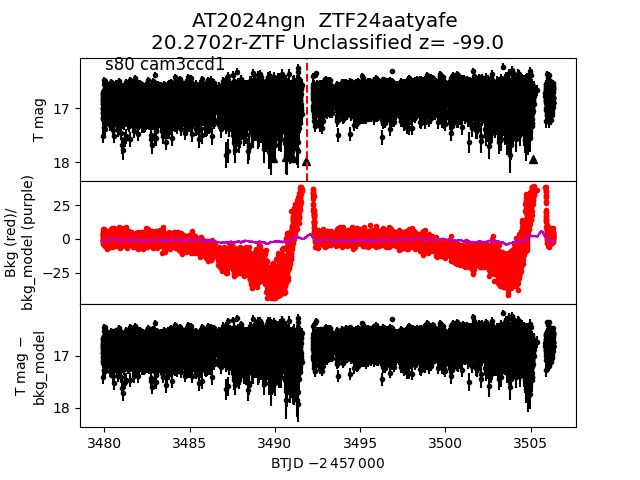 AT2024ngn ZTF24aatyafe
20.2702r-ZTF Unclassified z= -99.0
s80 cam3ccd1
T mag
17
18
Bkg (red)/
bkg_model (purple)
25
0
−25
T mag −
bkg_model
17
18
3480 3485 3490 3495 3500 3505
BTJD −2 457 000